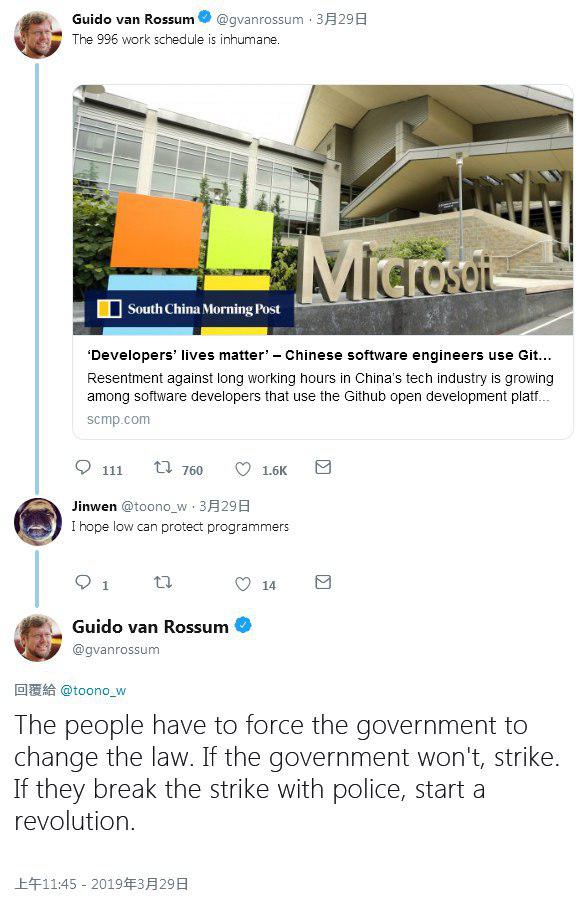 Guido van Rossum @gvanrossum · 3月29日
The 996 work schedule is inhumane.
Microsoft
South China Morning Post
‘Developers’ lives matter’ – Chinese software engineers use Git...
Resentment against long working hours in China’s tech industry is growing
among software developers that use the Github open development platf...
scmp.com
111 760 1.6K
Jinwen @toono_w · 3月29日
I hope low can protect programmers
1 14
Guido van Rossum
@gvanrossum
回覆給 @toono_w
The people have to force the government to
change the law. If the government won't, strike.
If they break the strike with police, start a
revolution.
上午11:45 - 2019年3月29日